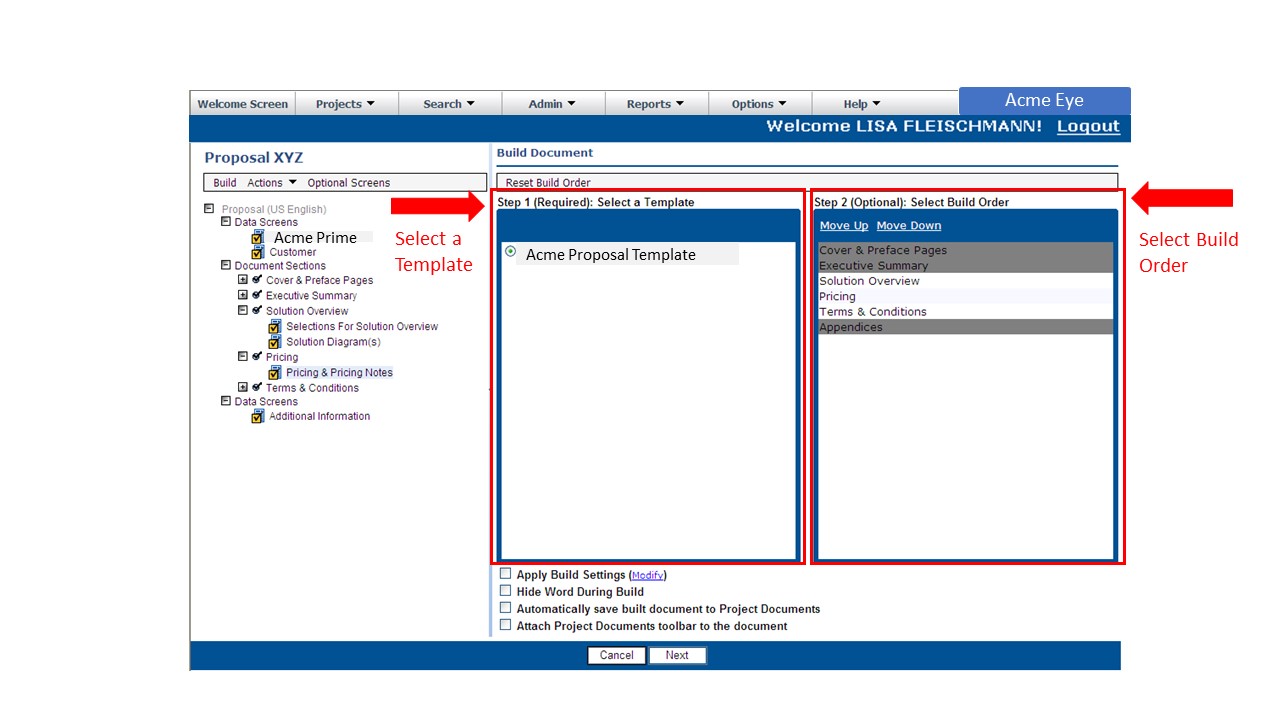 Welcome Screen Projects Search Admin Reports Options Help Acme Eye
Welcome LISA FLEISCHMANN! Logout
Proposal XYZ
Build Actions Optional Screens
Proposal (US English)
Data Screens
Acme Prime
Customer
Document Sections
Cover & Preface Pages
Executive Summary
Solution Overview
Selections For Solution Overview
Solution Diagram(s)
Pricing
Pricing & Pricing Notes
Terms & Conditions
Data Screens
Additional Information
Select a
Template
Build Document
Reset Build Order
Step 1 (Required): Select a Template
Acme Proposal Template
Step 2 (Optional): Select Build Order
Move Up Move Down
Cover & Preface Pages
Executive Summary
Solution Overview
Pricing
Terms & Conditions
Appendices
Select Build
Order
Apply Build Settings (Modify)
Hide Word During Build
Automatically save built document to Project Documents
Attach Project Documents toolbar to the document
Cancel Next